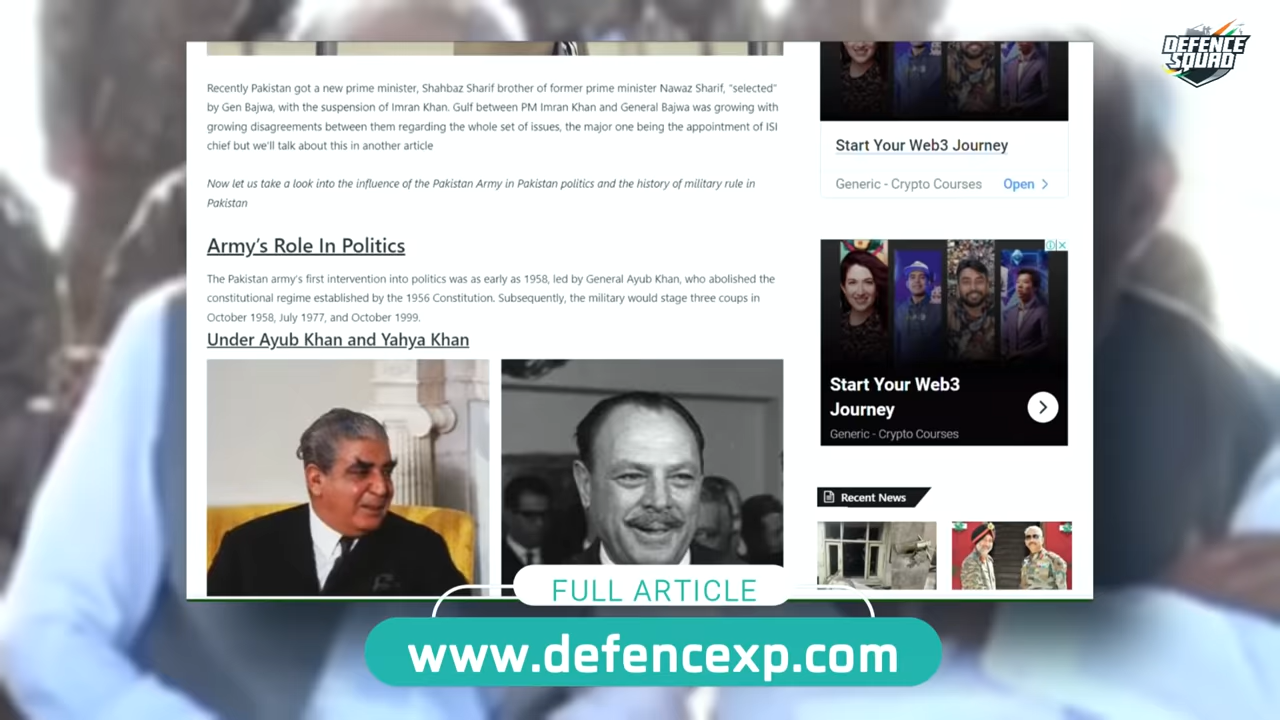 DEFENCE
SQUAD
Recently Pakistan got a new prime minister, Shahbaz Sharif brother of former prime minister Nawaz Sharif, "selected"
by Gen Bajwa, with the suspension of Imran Khan. Gulf between PM Imran Khan and General Bajwa was growing with
growing disagreements between them regarding the whole set of issues, the major one being the appointment of ISI
chief but we'll talk about this in another article
Now let us take a look into the influence of the Pakistan Army in Pakistan politics and the history of military rule in
Pakistan
Army's Role In Politics
The Pakistan army's first intervention into politics was as early as 1958, led by General Ayub Khan, who abolished the
constitutional regime established by the 1956 Constitution. Subsequently, the military would stage three coups in
October 1958, July 1977, and October 1999.
Under Ayub Khan and Yahya Khan
Start Your Web3 Journey
Generic - Crypto Courses Open
Start Your Web3
Journey
Generic - Crypto Courses
Recent News
FULL ARTICLE
www.defencexp.com